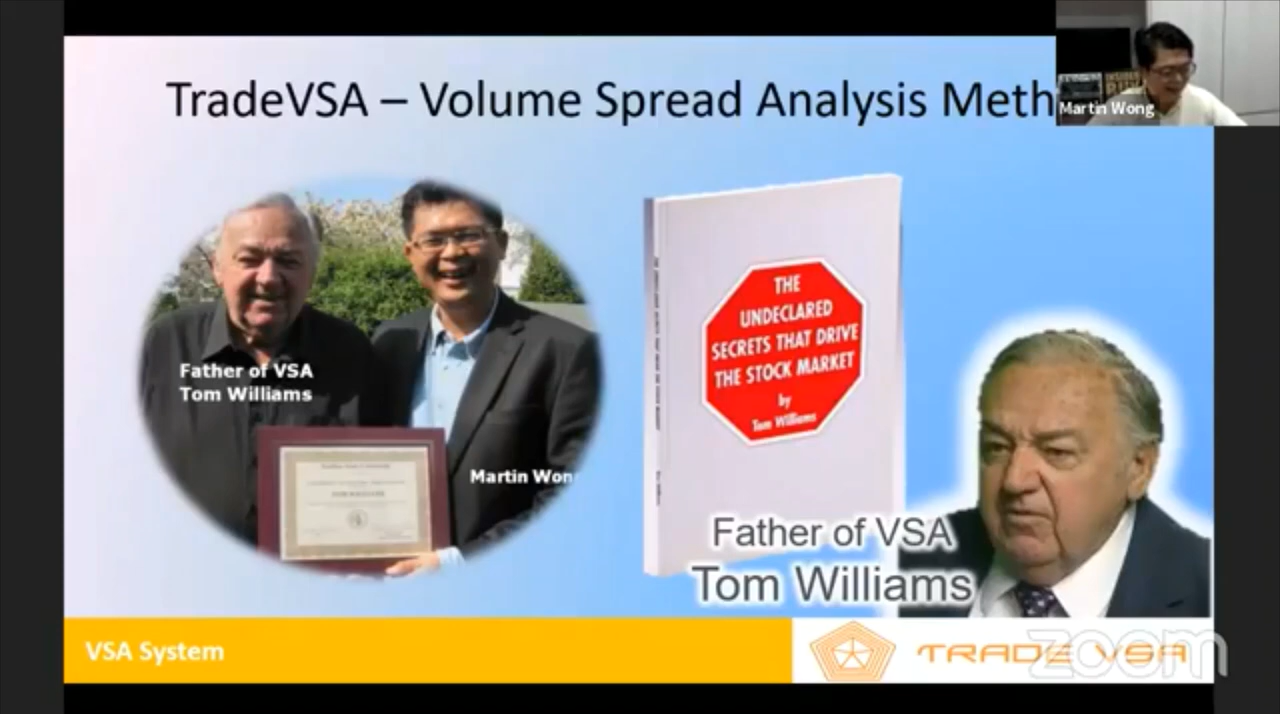 TradeVSA – Volume Spread Analysis Meth
Martin Wong
Father of VSA
Tom Williams
Martin Won
THE
UNDECLARED
SECRETS THAT DRIVE
THE STOCK MARKET
by
Tom Williams
Father of VSA
Tom Williams
VSA System
TRADE VSA
zoom